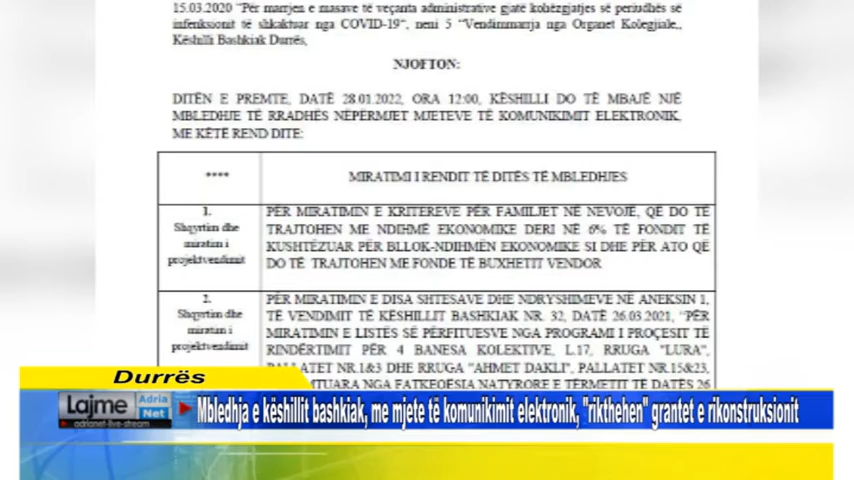 15.03.2020 "Për marrjen e masave të veçanta administrative gjatë kohëzgjatjes së periudhës së
infenksionit të shkaktuar nga COVID-19", neni 5 "Vendimmarrja nga Organet Kolegjiale,,
Këshilli Bashkiak Durrës,
NJOFTON:
DITËN E PREMTE, DATË 28.01.2022, ORA 12:00, KËSHILLI DO TË MBAJË NJË
MBLEDHJE TË RRADHËS NËPËRMJET MJETEVE TË KOMUNIKIMIT ELEKTRONIK,
ME KËTË REND DITE:
**** MIRATIMI I RENDIT TË DITËS TË MBLEDHJES
1.
Shqyrtim dhe
miratim i
projektvendimit
PËR MIRATIMIN E KRITEREVE PËR FAMILJET NË NEVOJË, QË DO TË
TRAJTOHEN ME NDIHMË EKONOMIKE DERI NË 6% TË FONDIT TË
KUSHTËZUAR PËR BLLOK-NDIHMËN EKONOMIKE SI DHE PËR ATO QË
DO TË TRAJTOHEN ME FONDE TË BUXHETIT VENDOR
2.
Shqyrtim dhe
miratim i
projektvendimit
PËR MIRATIMIN E DISA SHTESAVE DHE NDRYSHIMEVE NË ANEKSIN 1,
TË VENDIMIT TË KËSHILLIT BASHKIAK NR. 32, DATË 26.03.2021, "PËR
MIRATIMIN E LISTËS SË PËRFITUESVE NGA PROGRAMI I PROÇESIT TË
RINDËRTIMIT PËR 4 BANESA KOLEKTIVE, L.17, RRUGA "LURA",
PALLATET NR.1&3 DHE RRUGA "AHMET DAKLI", PALLATET NR.15&23,
MTUARA NGA FATKEQËSIA NATYRORE E TËRMETIT TË DATËS 26
Durrës
Lajme
Adria
Net
adrianet-live-stream
Mbledhja e këshillit bashkiak, me mjete të komunikimit elektronik, "rikthehen" grantet e rikonstruksionit